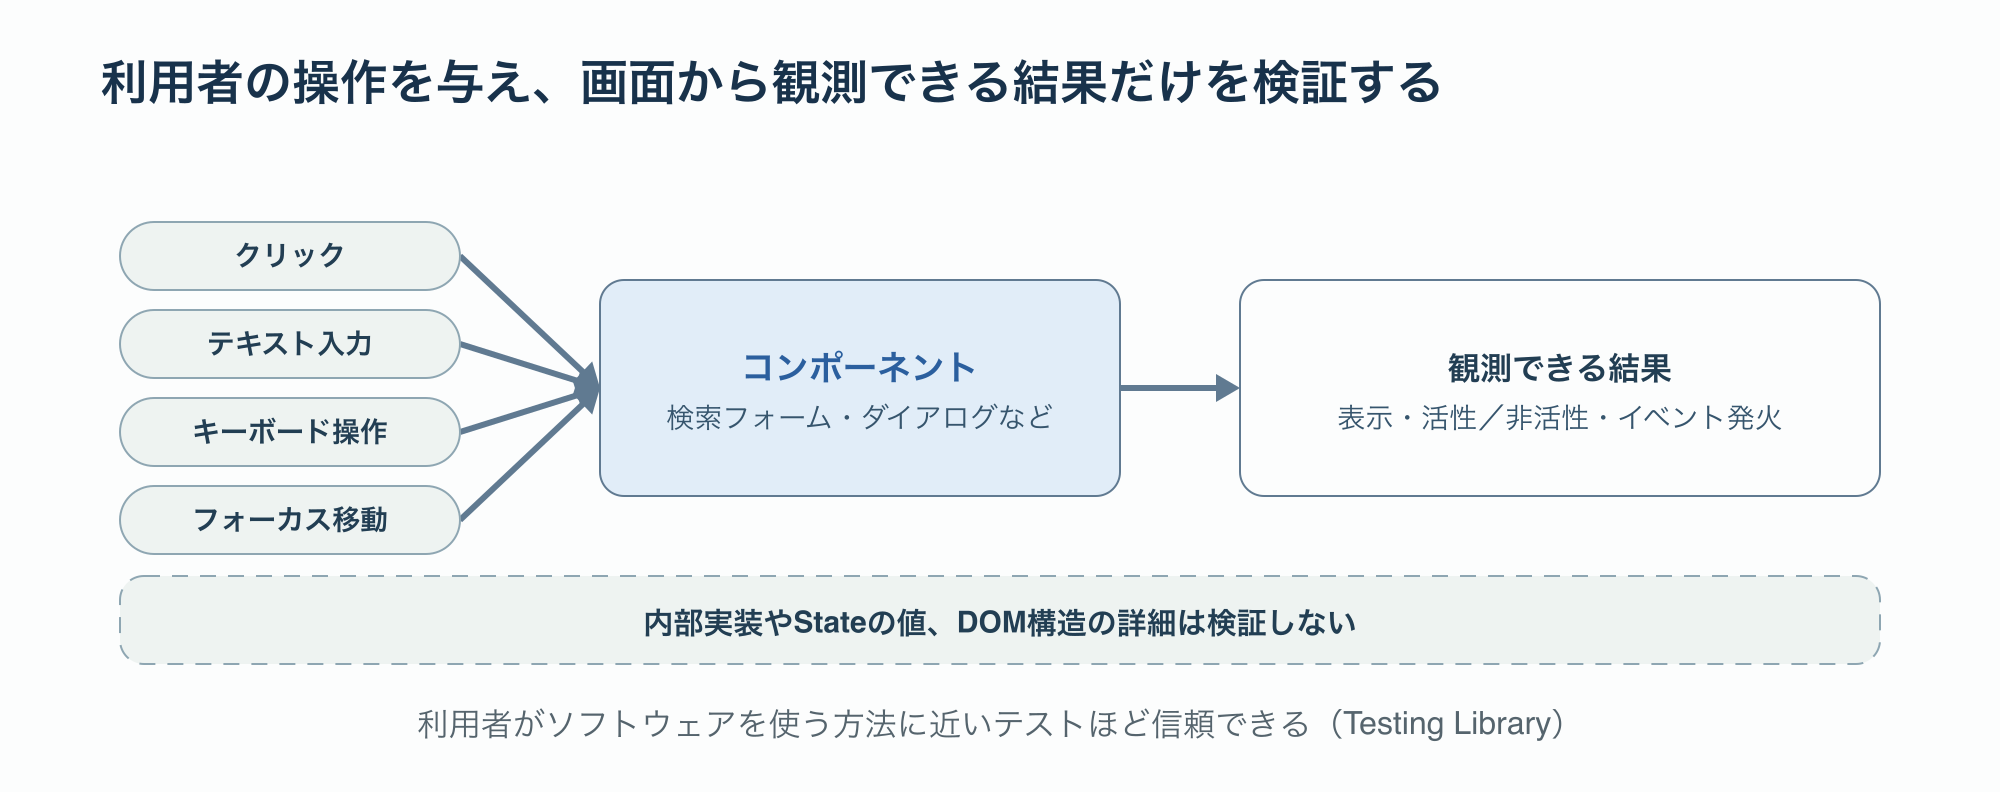 利用者の操作を与え、画面から観測できる結果だけを検証する
クリック
テキスト入力
キーボード操作
フォーカス移動
コンポーネント
検索フォーム・ダイアログなど
観測できる結果
表示・活性／非活性・イベント発火
内部実装やStateの値、DOM構造の詳細は検証しない
利用者がソフトウェアを使う方法に近いテストほど信頼できる（Testing Library）